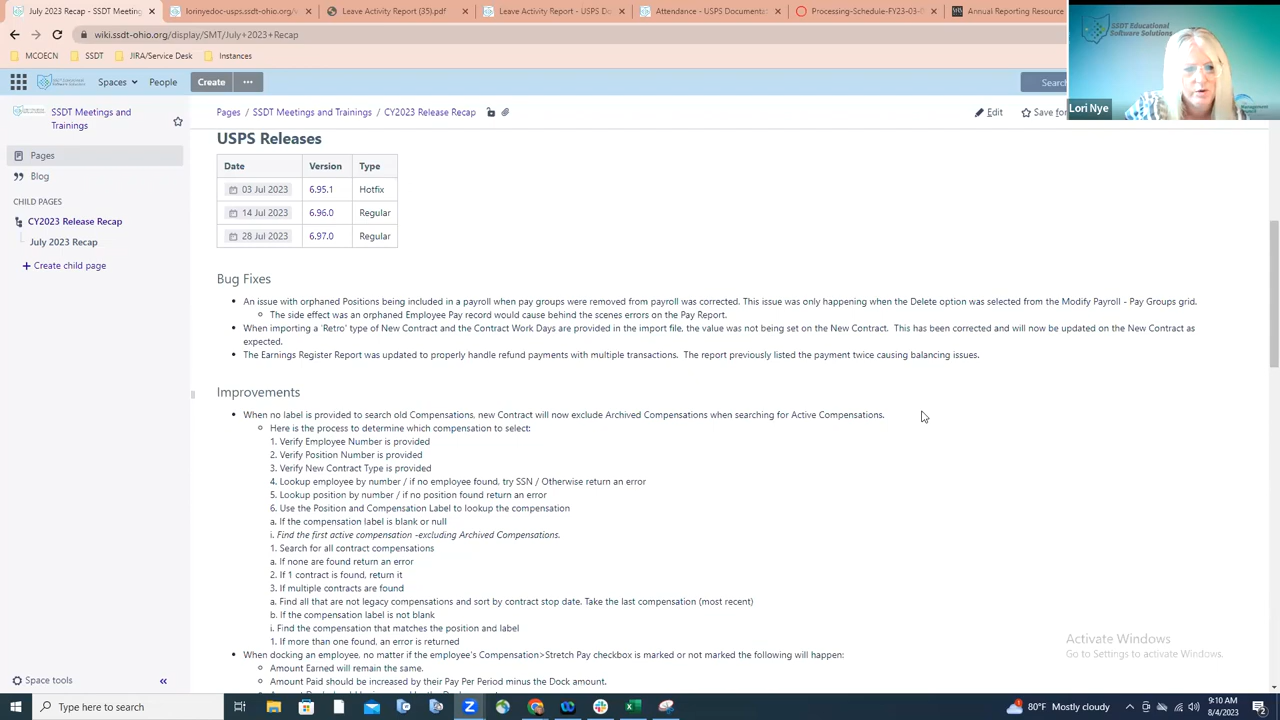 July 2023 Recap - SSDT Meetin
lorinyedoc-usps.ssdt-ohio.org/#/
Leave Activity Report (35).pdf
Leave Activity Report - USPS Do
Attendance - USPS Documentat
Processing-Schedule-FY23-03-0
Annual Reporting Resource
wiki.ssdt-ohio.org/display/SMT/July+2023+Recap
MCOECN
SSDT
JIRA/Service Desk
Instances
Spaces
People
Create
Search
SSDT Educational
Software Solutions
Lori Nye
SSDT Meetings and
Trainings
Pages / SSDT Meetings and Trainings / CY2023 Release Recap
Edit
Save for
Pages
Blog
CHILD PAGES
CY2023 Release Recap
July 2023 Recap
+ Create child page
USPS Releases
Date Version Type
03 Jul 2023 6.95.1 Hotfix
14 Jul 2023 6.96.0 Regular
28 Jul 2023 6.97.0 Regular
Bug Fixes
• An issue with orphaned Positions being included in a payroll when pay groups were removed from payroll was corrected. This issue was only happening when the Delete option was selected from the Modify Payroll - Pay Groups grid.
The side effect was an orphaned Employee Pay record would cause behind the scenes errors on the Pay Report.
• When importing a 'Retro' type of New Contract and the Contract Work Days are provided in the import file, the value was not being set on the New Contract. This has been corrected and will now be updated on the New Contract as
expected.
• The Earnings Register Report was updated to properly handle refund payments with multiple transactions. The report previously listed the payment twice causing balancing issues.
Improvements
• When no label is provided to search old Compensations, new Contract will now exclude Archived Compensations when searching for Active Compensations.
Here is the process to determine which compensation to select:
1. Verify Employee Number is provided
2. Verify Position Number is provided
3. Verify New Contract Type is provided
4. Lookup employee by number / if no employee found, try SSN / Otherwise return an error
5. Lookup position by number / if no position found return an error
6. Use the Position and Compensation Label to lookup the compensation
a. If the compensation label is blank or null
i. Find the first active compensation -excluding Archived Compensations.
1. Search for all contract compensations
a. If none are found return an error
2. If 1 contract is found, return it
3. If multiple contracts are found
a. Find all that are not legacy compensations and sort by contract stop date. Take the last compensation (most recent)
b. If the compensation label is not blank
i. Find the compensation that matches the position and label
1. If more than one found, an error is returned
• When docking an employee, no matter if the employee's Compensation>Stretch Pay checkbox is marked or not marked the following will happen:
Amount Earned will remain the same.
Amount Paid should be increased by their Pay Per Period minus the Dock amount.
Activate Windows
Go to Settings to activate Windows.
Space tools
Type here to search
80°F Mostly cloudy
9:10 AM
8/4/2023